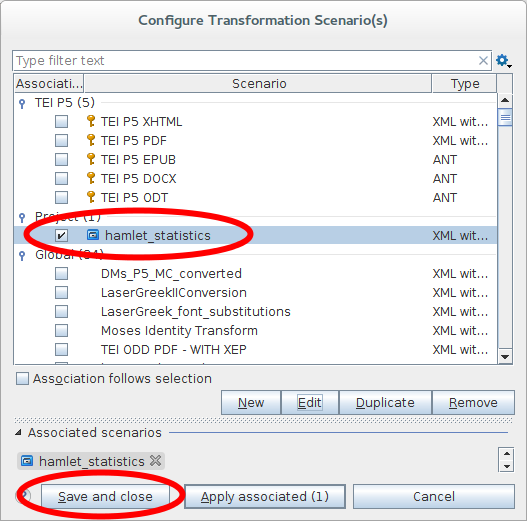 Configure Transformation Scenario(s)
Type filter text
Associati... Scenario Type
TEI P5 (5)
TEI P5 XHTML XML wit...
TEI P5 PDF XML wit...
TEI P5 EPUB ANT
TEI P5 DOCX ANT
TEI P5 ODT ANT
Project (1)
hamlet_statistics XML wit...
Global (34)
DMs_P5_MC_converted XML wit...
LaserGreekIIConversion XML wit...
LaserGreek_font_substitutions XML wit...
Moses Identity Transform XML wit...
TEI ODD PDF - WITH XEP XML wit...
Association follows selection
New Edit Duplicate Remove
Associated scenarios
hamlet_statistics
Save and close Apply associated (1) Cancel